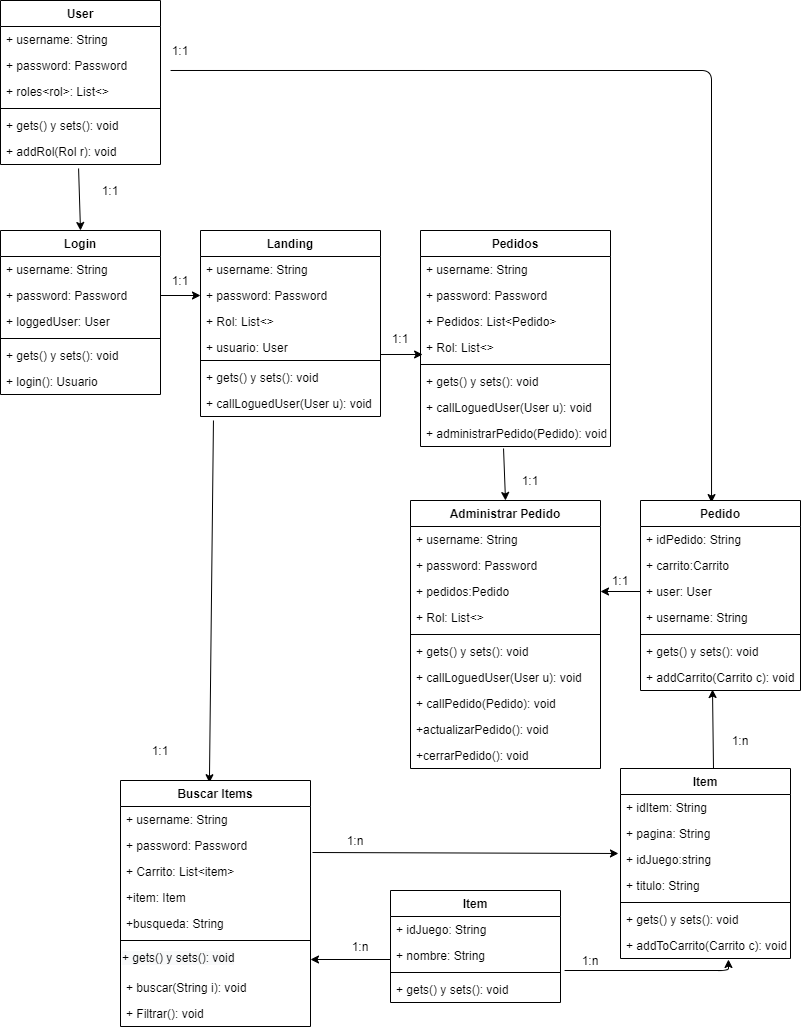 User
+ username: String
+ password: Password
+ roles<rol>: List<>
+ gets() y sets(): void
+ addRol(Rol r): void
1:1
1:1
Login
+ username: String
+ password: Password
+ loggedUser: User
+ gets() y sets(): void
+ login(): Usuario
1:1
Landing
+ username: String
+ password: Password
+ Rol: List<>
+ usuario: User
+ gets() y sets(): void
+ callLoguedUser(User u): void
1:1
Pedidos
+ username: String
+ password: Password
+ Pedidos: List<Pedido>
+ Rol: List<>
+ gets() y sets(): void
+ callLoguedUser(User u): void
+ administrarPedido(Pedido): void
1:1
Administrar Pedido
+ username: String
+ password: Password
+ pedidos:Pedido
+ Rol: List<>
+ gets() y sets(): void
+ callLoguedUser(User u): void
+ callPedido(Pedido): void
+actualizarPedido(): void
+cerrarPedido(): void
1:1
Pedido
+ idPedido: String
+ carrito:Carrito
+ user: User
+ username: String
+ gets() y sets(): void
+ addCarrito(Carrito c): void
1:n
1:1
Buscar Items
+ username: String
+ password: Password
+ Carrito: List<item>
+item: Item
+busqueda: String
+ gets() y sets(): void
+ buscar(String i): void
+ Filtrar(): void
1:n
Item
+ idItem: String
+ pagina: String
+ idJuego:string
+ titulo: String
+ gets() y sets(): void
+ addToCarrito(Carrito c): void
1:n
Item
+ idJuego: String
+ nombre: String
+ gets() y sets(): void
1:n